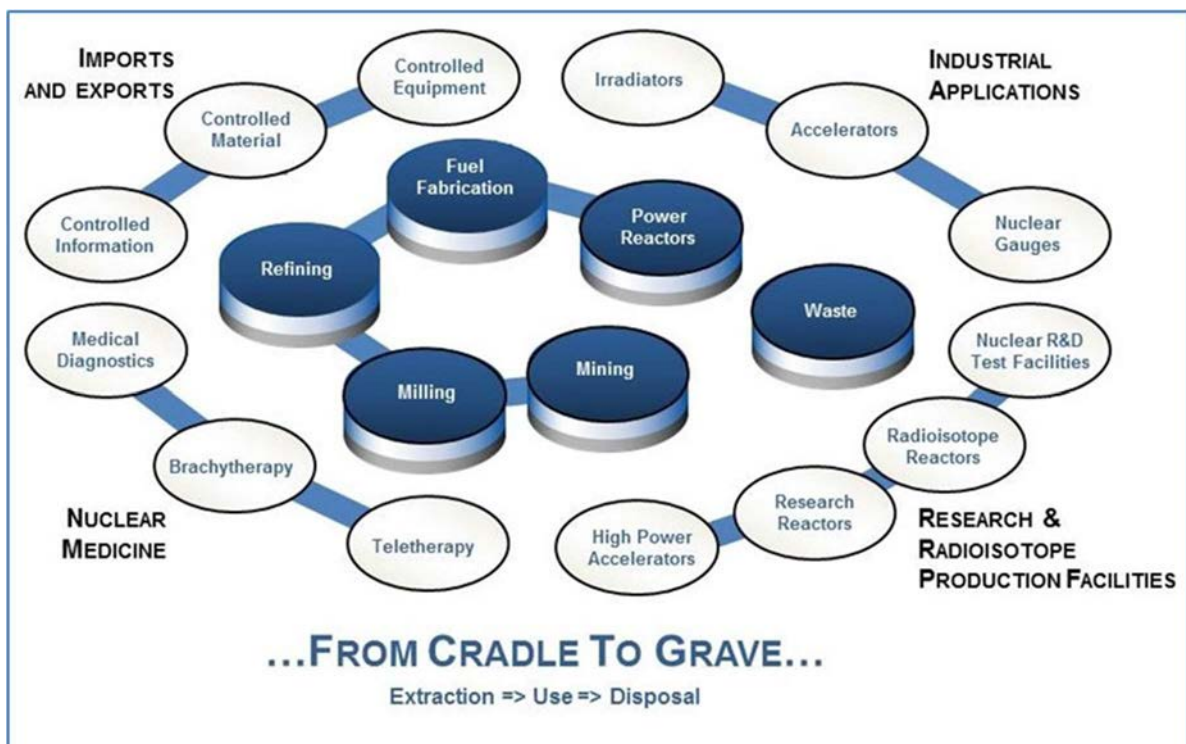 IMPORTS
AND EXPORTS
Controlled
Equipment
Controlled
Material
Controlled
Information
Irradiators
INDUSTRIAL
APPLICATIONS
Accelerators
Nuclear
Gauges
Fuel
Fabrication
Power
Reactors
Refining
Waste
Milling
Mining
Medical
Diagnostics
Brachytherapy
Teletherapy
NUCLEAR
MEDICINE
Nuclear R&D
Test Facilities
Radioisotope
Reactors
Research
Reactors
High Power
Accelerators
RESEARCH &
RADIOISOTOPE
PRODUCTION FACILITIES
...FROM CRADLE TO GRAVE...
Extraction => Use => Disposal